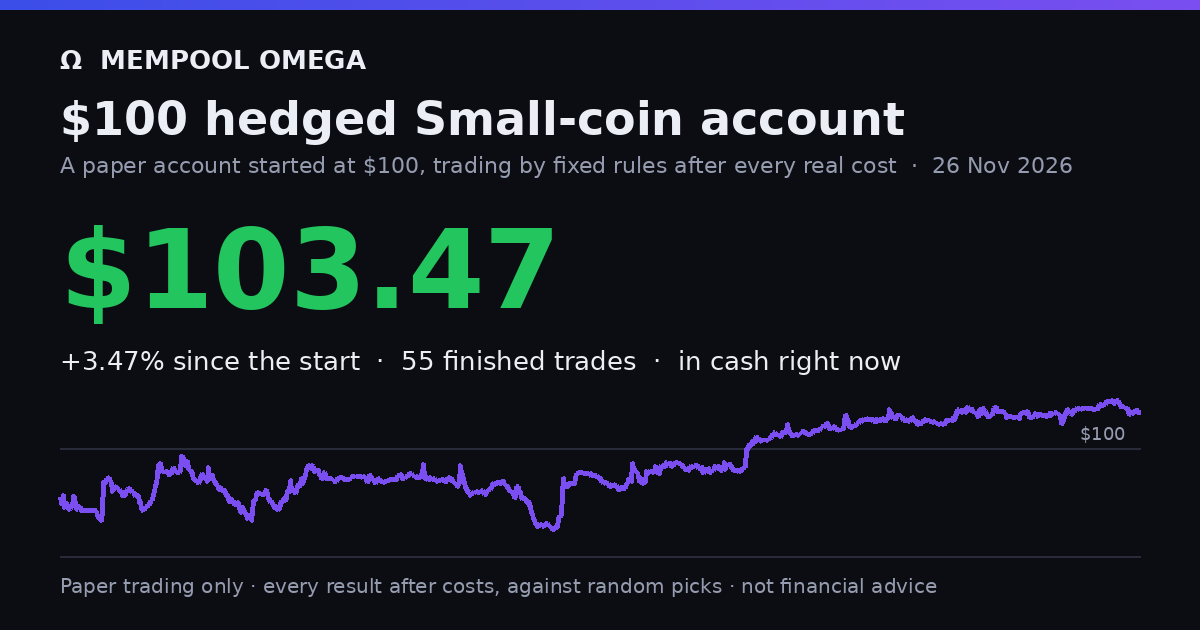 Ω MEMPOOL OMEGA
$100 hedged Small-coin account
A paper account started at $100, trading by fixed rules after every real cost · 26 Nov 2026
$103.47
+3.47% since the start · 55 finished trades · in cash right now
$100
Paper trading only · every result after costs, against random picks · not financial advice